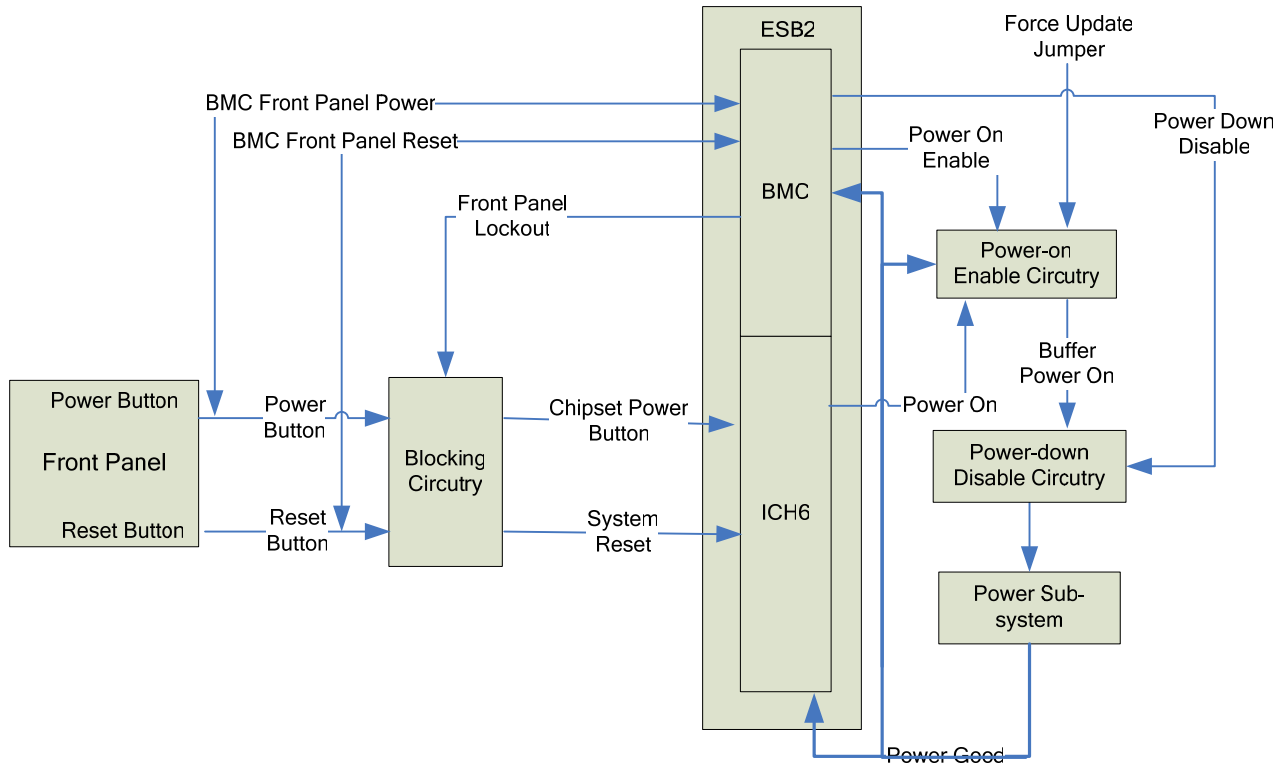 ESB2
Force Update
Jumper
BMC Front Panel Power
BMC Front Panel Reset
Power On
Enable
Power Down
Disable
BMC
Front Panel
Lockout
Power-on
Enable Circutry
Buffer
Power On
Power Button
Front Panel
Reset Button
Power
Button
Reset
Button
Blocking
Circutry
Chipset Power
Button
System
Reset
ICH6
Power On
Power-down
Disable Circutry
Power Sub-
system
Power Good